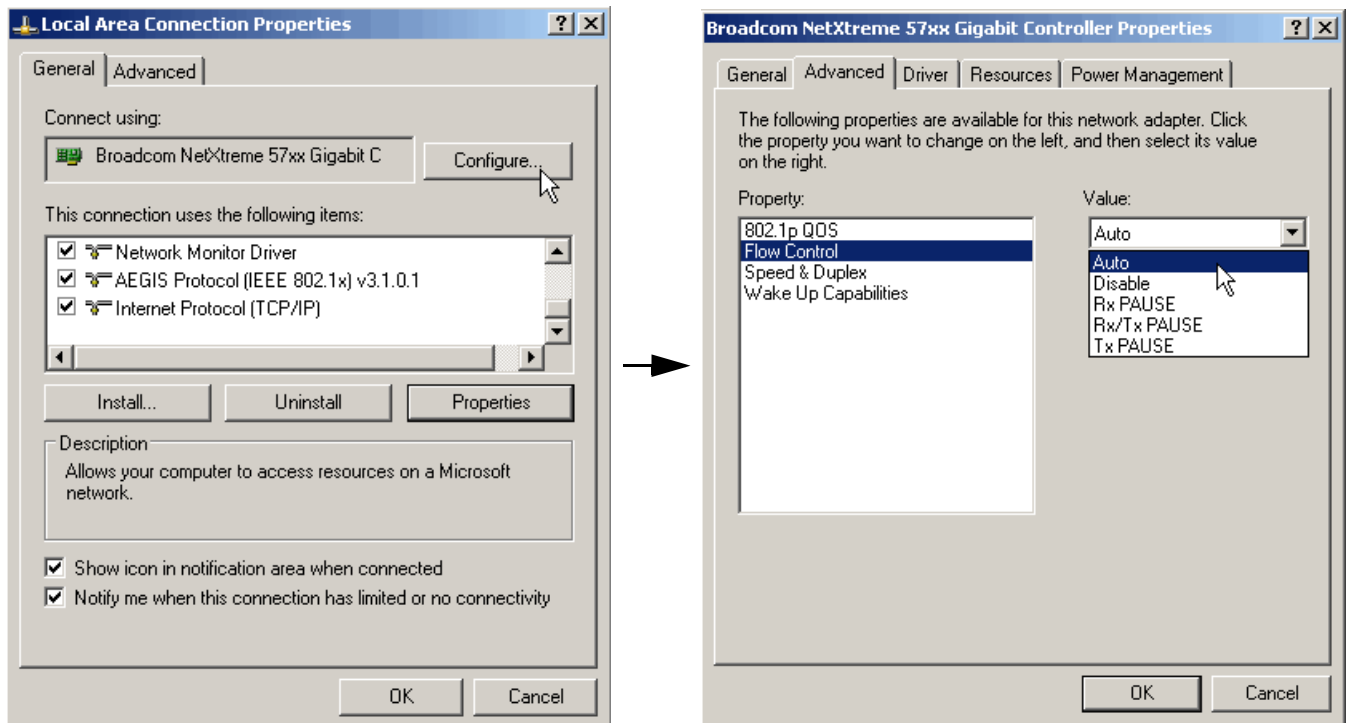 Local Area Connection Properties
General
Advanced
Connect using:
Broadcom NetXtreme 57xx Gigabit C
Configure...
This connection uses the following items:
Network Monitor Driver
AEGIS Protocol (IEEE 802.1x) v3.1.0.1
Internet Protocol (TCP/IP)
Install...
Uninstall
Properties
Description
Allows your computer to access resources on a Microsoft
network.
Show icon in notification area when connected
Notify me when this connection has limited or no connectivity
OK
Cancel
Broadcom NetXtreme 57xx Gigabit Controller Properties
General
Advanced
Driver
Resources
Power Management
The following properties are available for this network adapter. Click
the property you want to change on the left, and then select its value
on the right.
Property:
802.1p QOS
Flow Control
Speed & Duplex
Wake Up Capabilities
Value:
Auto
Auto
Disable
Rx PAUSE
Rx/Tx PAUSE
Tx PAUSE
OK
Cancel